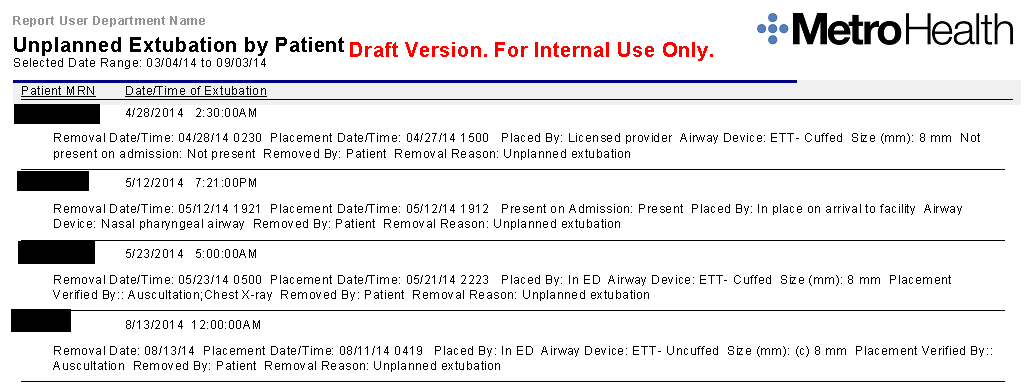 Report User Department Name
MetroHealth
Unplanned Extubation by Patient Draft Version. For Internal Use Only.
Selected Date Range: 03/04/14 to 09/03/14
Patient MRN Date/Time of Extubation
4/28/2014 2:30:00AM
Removal Date/Time: 04/28/14 0230 Placement Date/Time: 04/27/14 1500 Placed By: Licensed provider Airway Device: ETT- Cuffed Size (mm): 8 mm Not
present on admission: Not present Removed By: Patient Removal Reason: Unplanned extubation
5/12/2014 7:21:00PM
Removal Date/Time: 05/12/14 1921 Placement Date/Time: 05/12/14 1912 Present on Admission: Present Placed By: In place on arrival to facility Airway
Device: Nasal pharyngeal airway Removed By: Patient Removal Reason: Unplanned extubation
5/23/2014 5:00:00AM
Removal Date/Time: 05/23/14 0500 Placement Date/Time: 05/21/14 2223 Placed By: In ED Airway Device: ETT- Cuffed Size (mm): 8 mm Placement
Verified By:: Auscultation;Chest X-ray Removed By: Patient Removal Reason: Unplanned extubation
8/13/2014 12:00:00AM
Removal Date: 08/13/14 Placement Date/Time: 08/11/14 0419 Placed By: In ED Airway Device: ETT- Uncuffed Size (mm): (c) 8 mm Placement Verified By::
Auscultation Removed By: Patient Removal Reason: Unplanned extubation